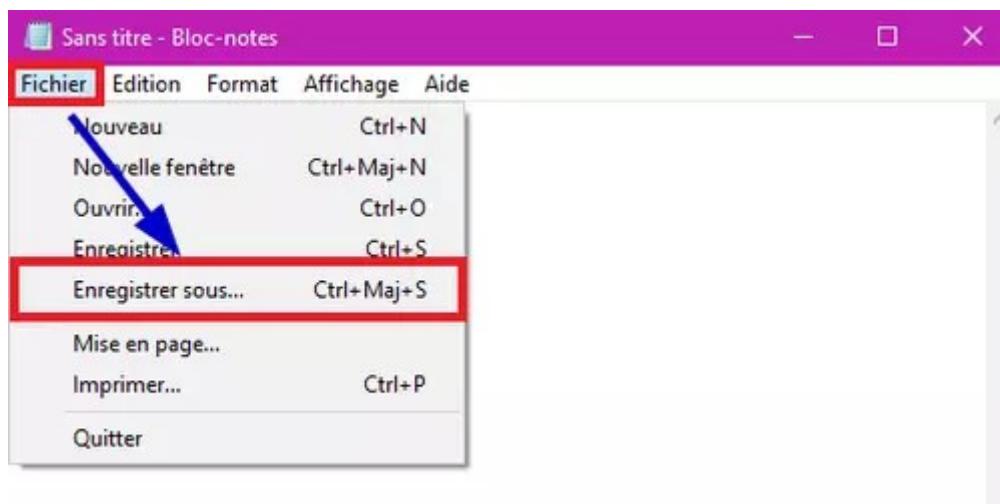 Sans titre - Bloc-notes
Fichier Edition Format Affichage Aide
Nouveau Ctrl+N
Nouvelle fenêtre Ctrl+Maj+N
Ouvrir... Ctrl+O
Enregistrer Ctrl+S
Enregistrer sous... Ctrl+Maj+S
Mise en page...
Imprimer... Ctrl+P
Quitter